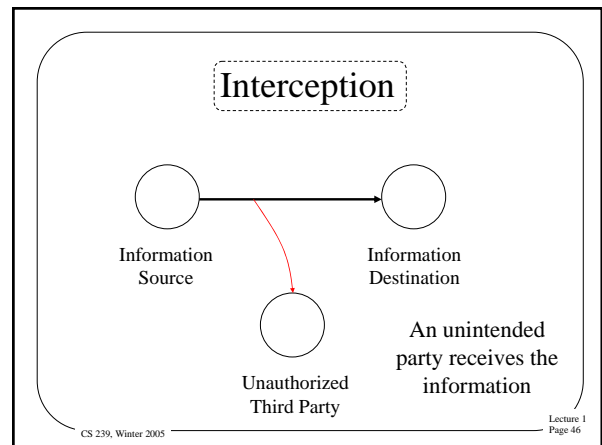 Interception
Information
Source
Information
Destination
Unauthorized
Third Party
An unintended
party receives the
information
CS 239, Winter 2005
Lecture 1
Page 46